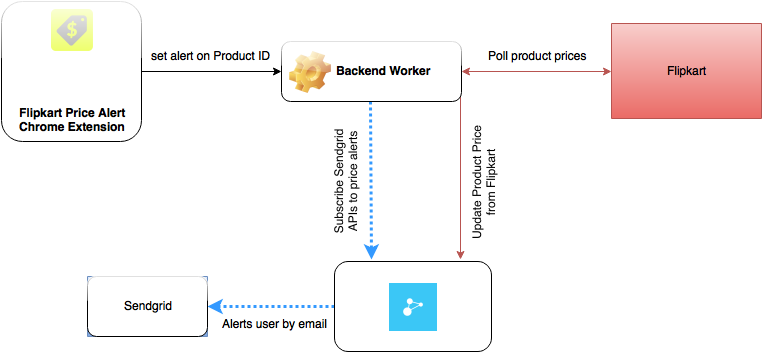 set alert on Product ID
Backend Worker
Poll product prices
Flipkart
Flipkart Price Alert
Chrome Extension
Subscribe Sendgrid
APIs to price alerts
Update Product Price
from Flipkart
Sendgrid
Alerts user by email